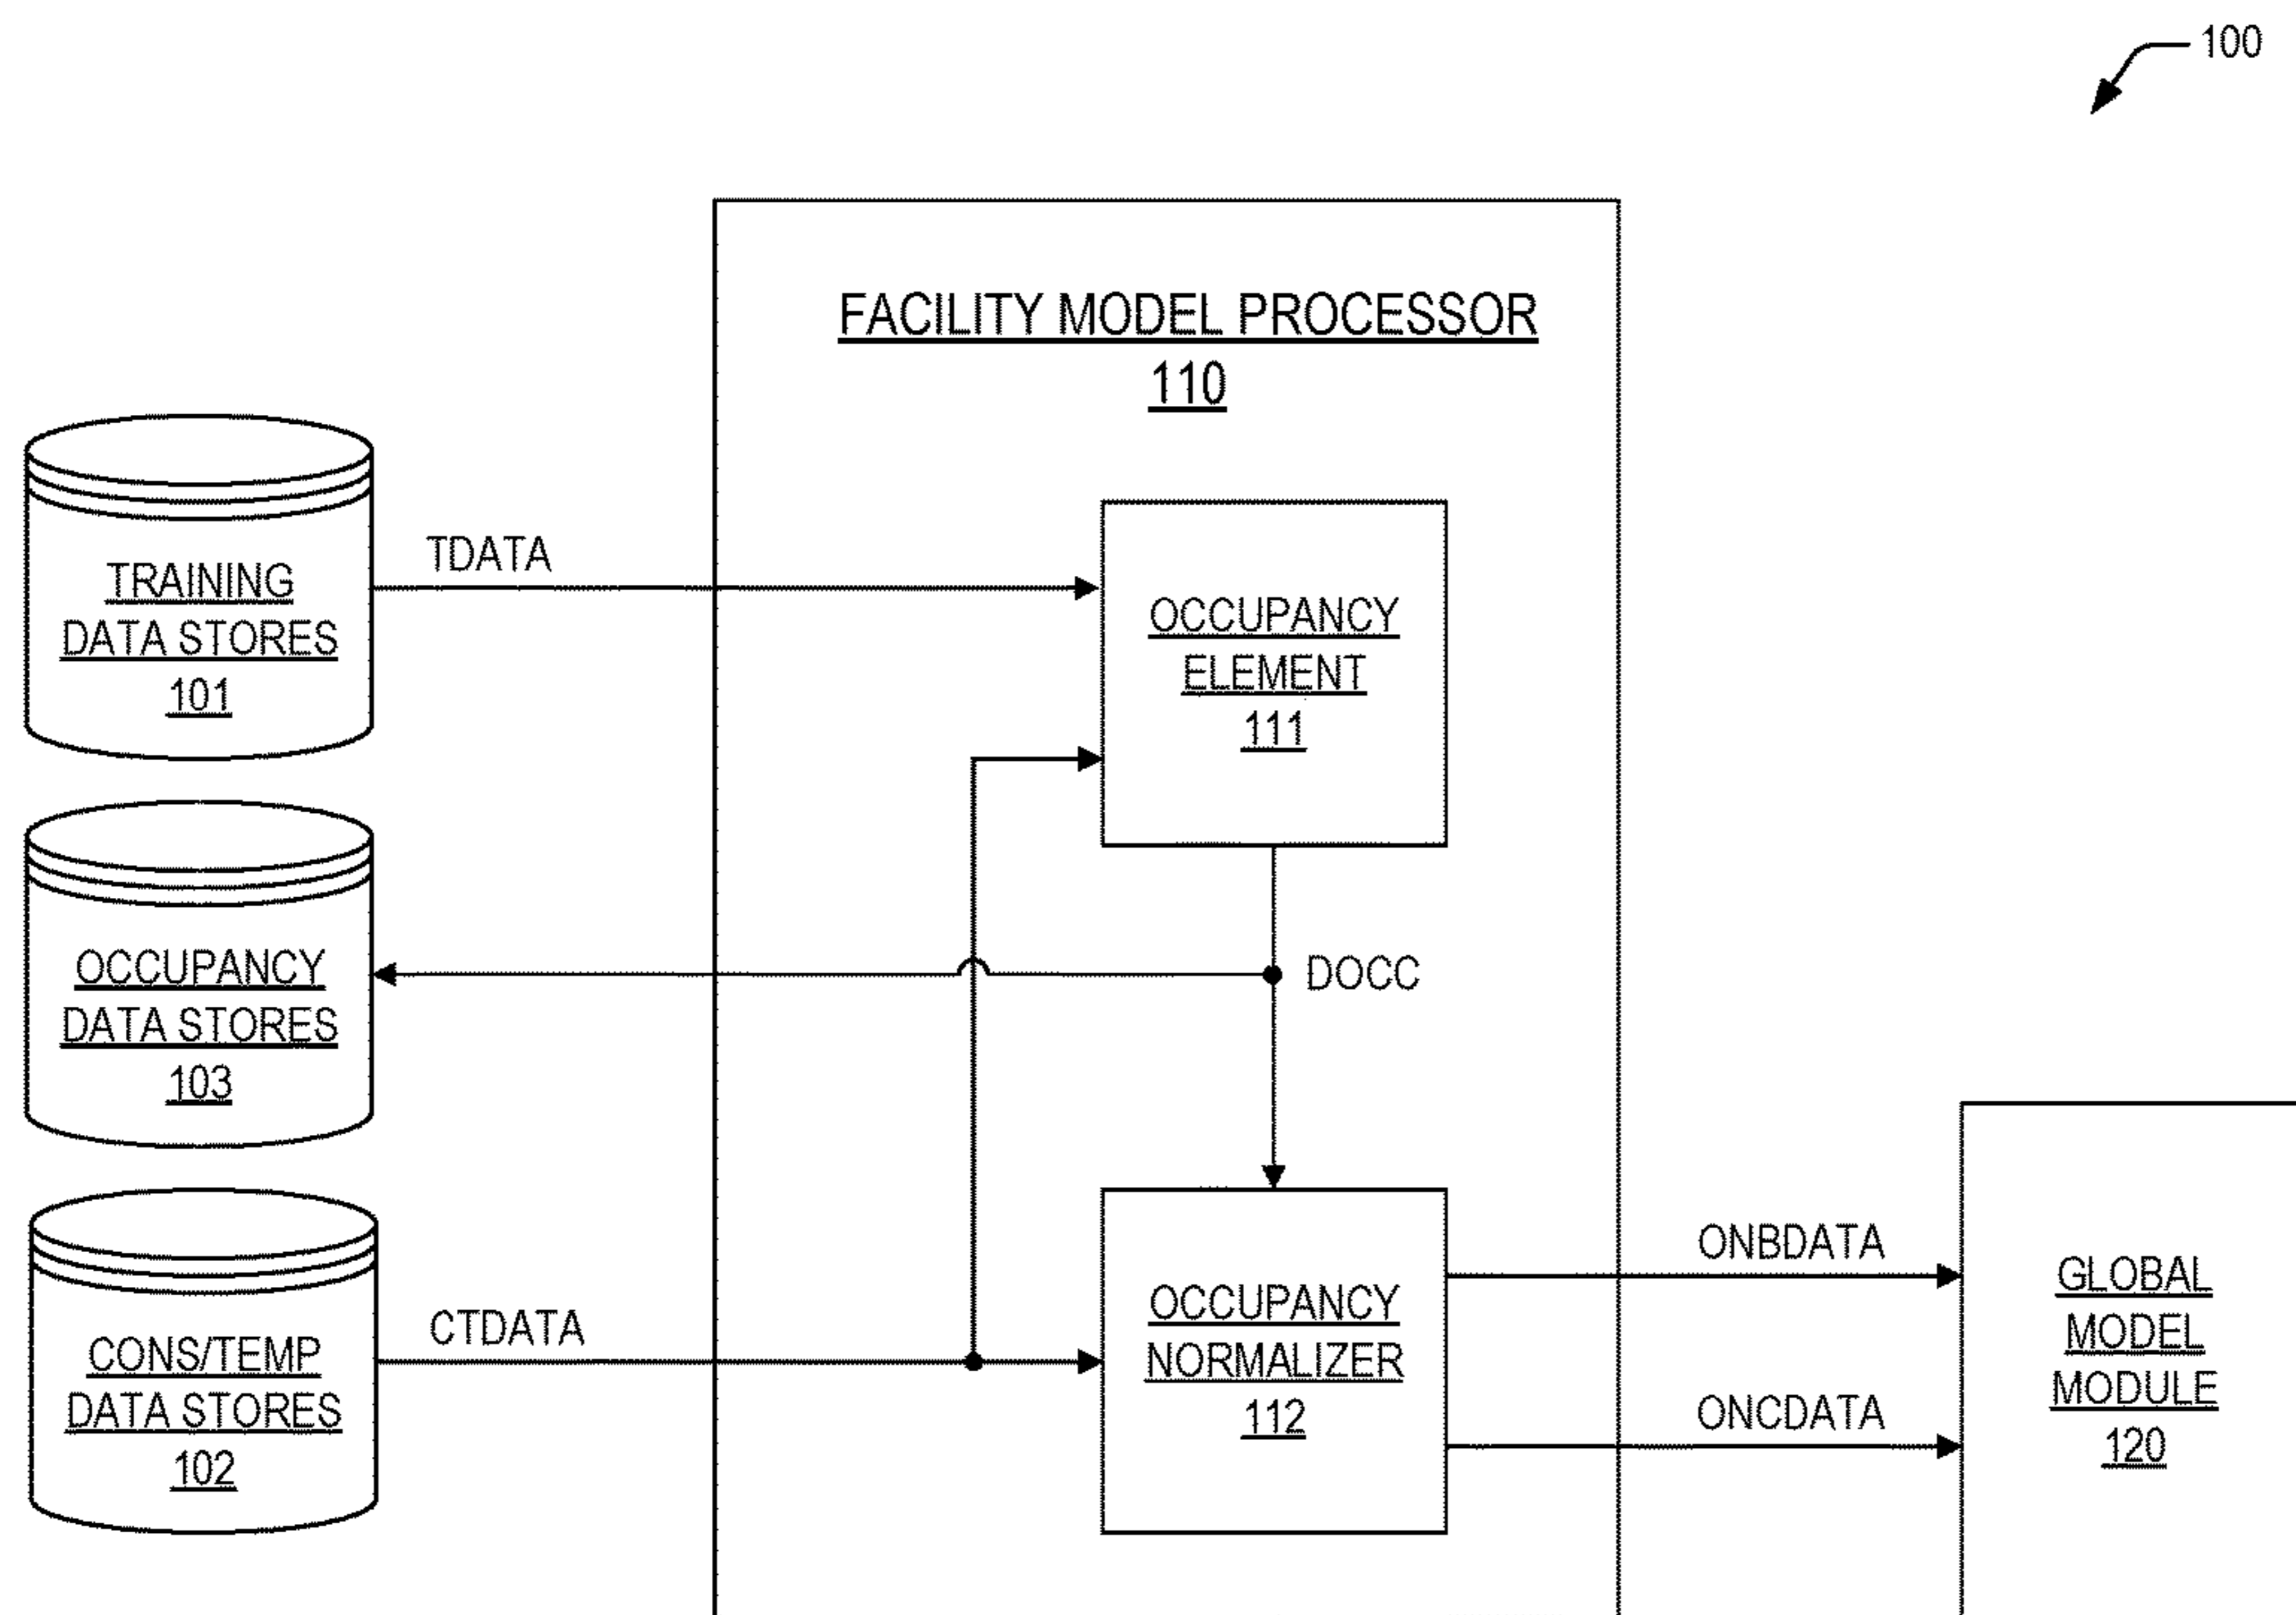 100
FACILITY MODEL PROCESSOR
110
TRAINING
DATA STORES
101
TDATA
OCCUPANCY
ELEMENT
111
OCCUPANCY
DATA STORES
103
DOCC
CONS/TEMP
DATA STORES
102
CTDATA
OCCUPANCY
NORMALIZER
112
ONBDATA
ONCDATA
GLOBAL
MODEL
MODULE
120